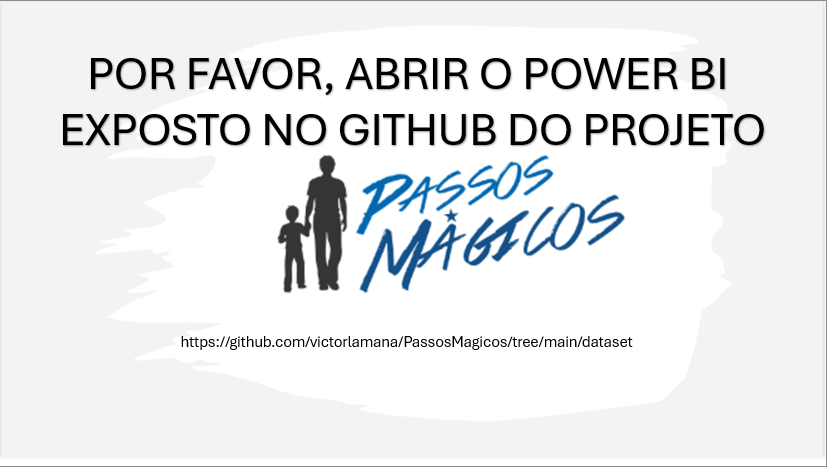 POR FAVOR, ABRIR O POWER BI
EXPOSTO NO GITHUB DO PROJETO
PASSOS
MÁGICOS
https://github.com/victorlamana/PassosMagicos/tree/main/dataset